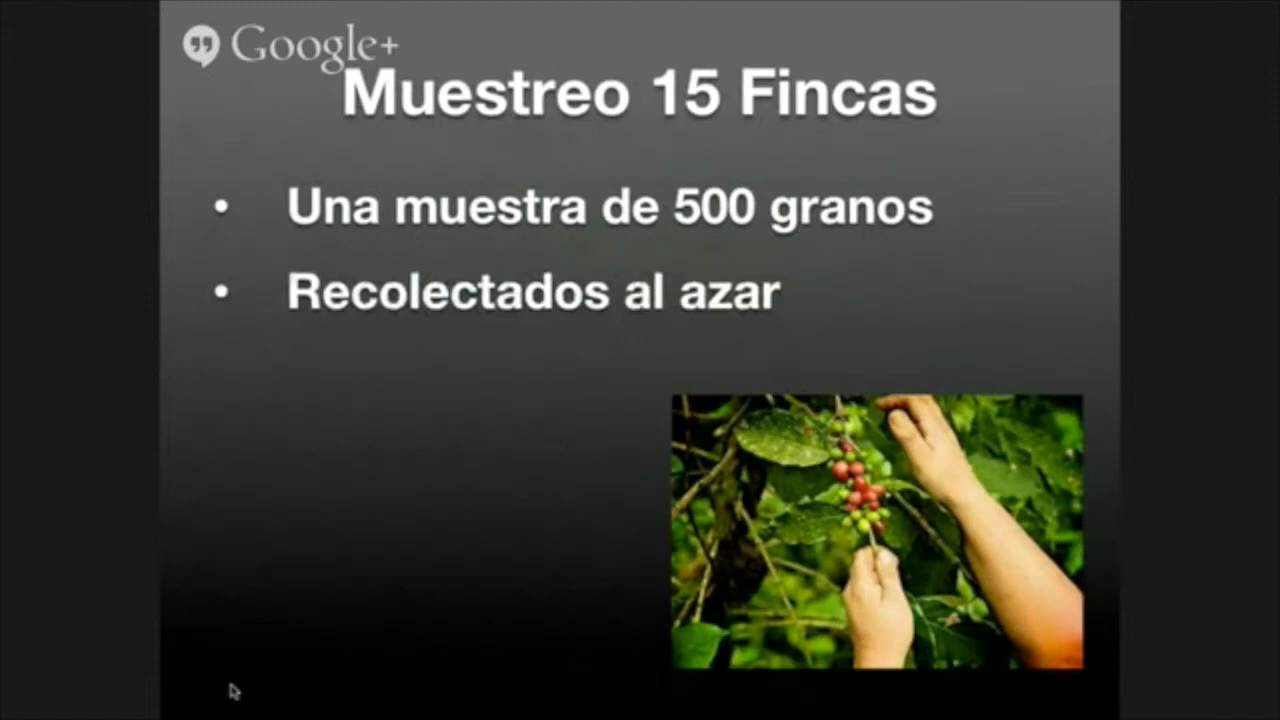 Google+
Muestreo 15 Fincas
• Una muestra de 500 granos
• Recolectados al azar